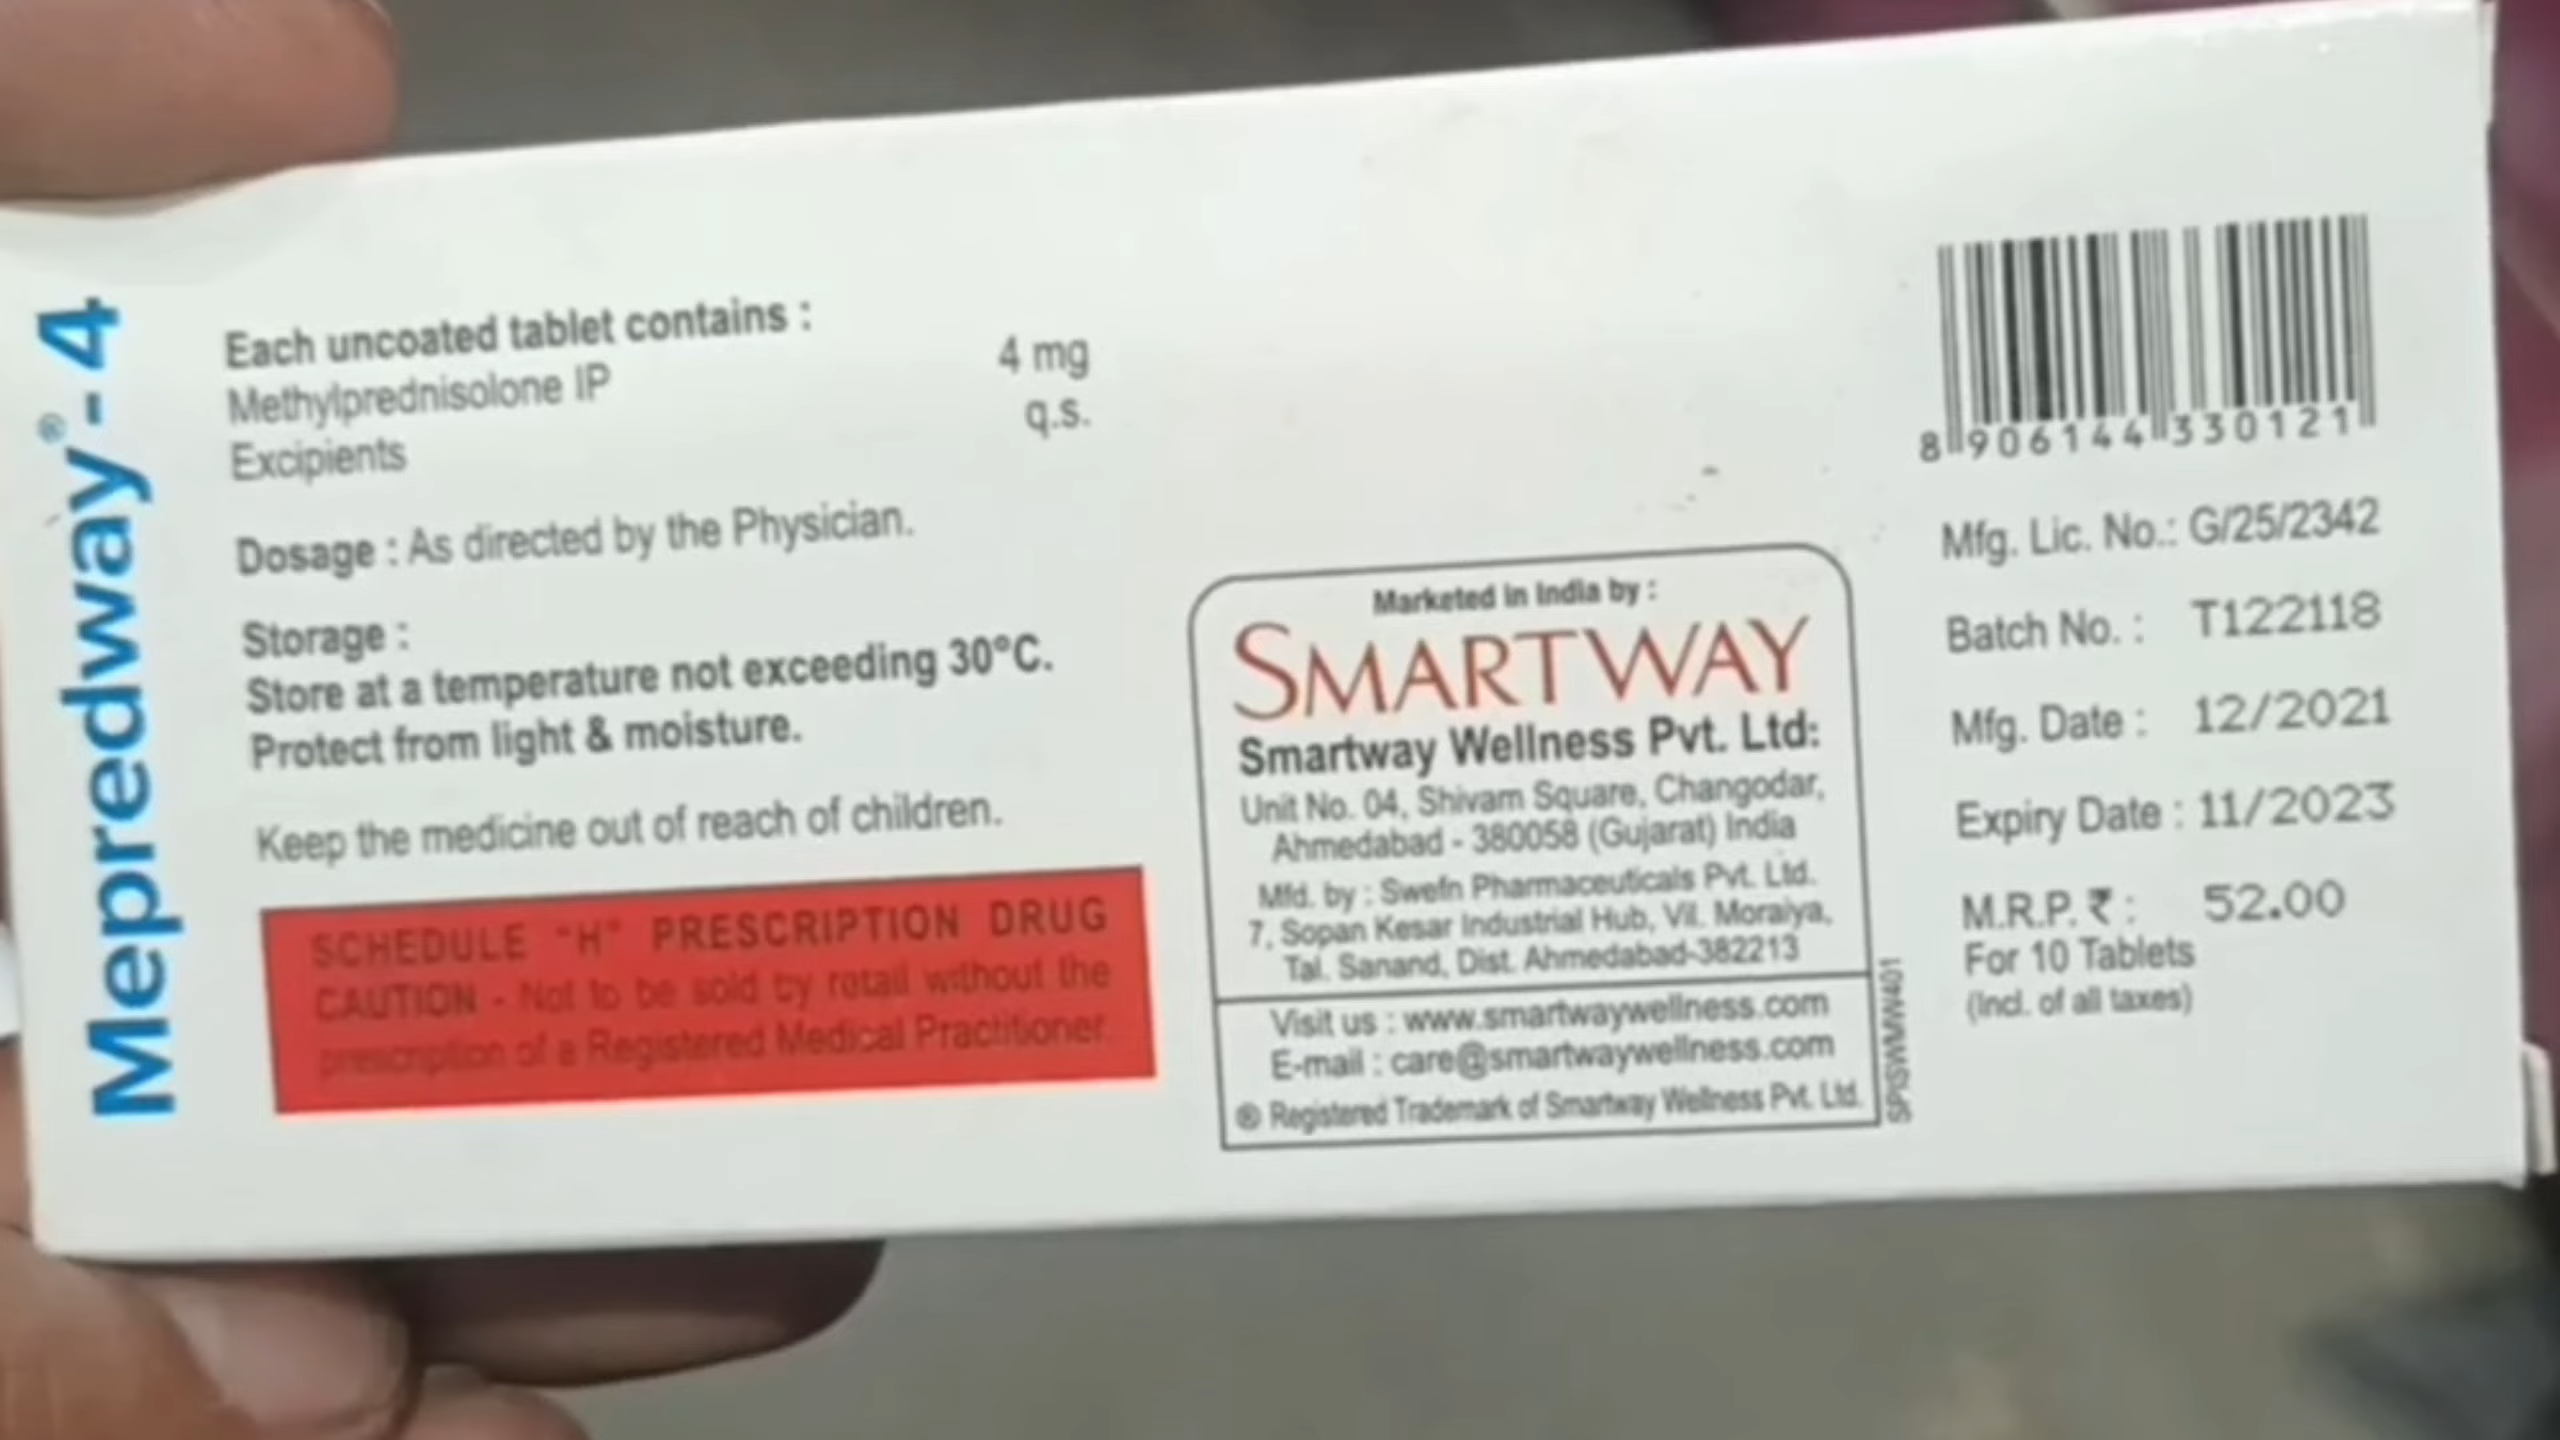 Mepredway®-4
Each uncoated tablet contains :
Methylprednisolone IP 4 mg
Excipients q.s.
Dosage : As directed by the Physician.
Storage :
Store at a temperature not exceeding 30°C.
Protect from light & moisture.
Keep the medicine out of reach of children.
SCHEDULE "H" PRESCRIPTION DRUG
CAUTION - Not to be sold by retail without the
prescription of a Registered Medical Practitioner.
Marketed in India by :
SMARTWAY
Smartway Wellness Pvt. Ltd:
Unit No. 04, Shivam Square, Changodar,
Ahmedabad - 380058 (Gujarat) India
Mfd. by : Swefn Pharmaceuticals Pvt. Ltd.
7, Sopan Kesar Industrial Hub, Vil. Moraiya,
Tal. Sanand, Dist. Ahmedabad-382213
Visit us : www.smartwaywellness.com
E-mail : care@smartwaywellness.com
® Registered Trademark of Smartway Wellness Pvt. Ltd.
SPISWMW401
8 906144 330121
Mfg. Lic. No.: G/25/2342
Batch No. : T122118
Mfg. Date : 12/2021
Expiry Date : 11/2023
M.R.P. ₹ : 52.00
For 10 Tablets
(Incl. of all taxes)